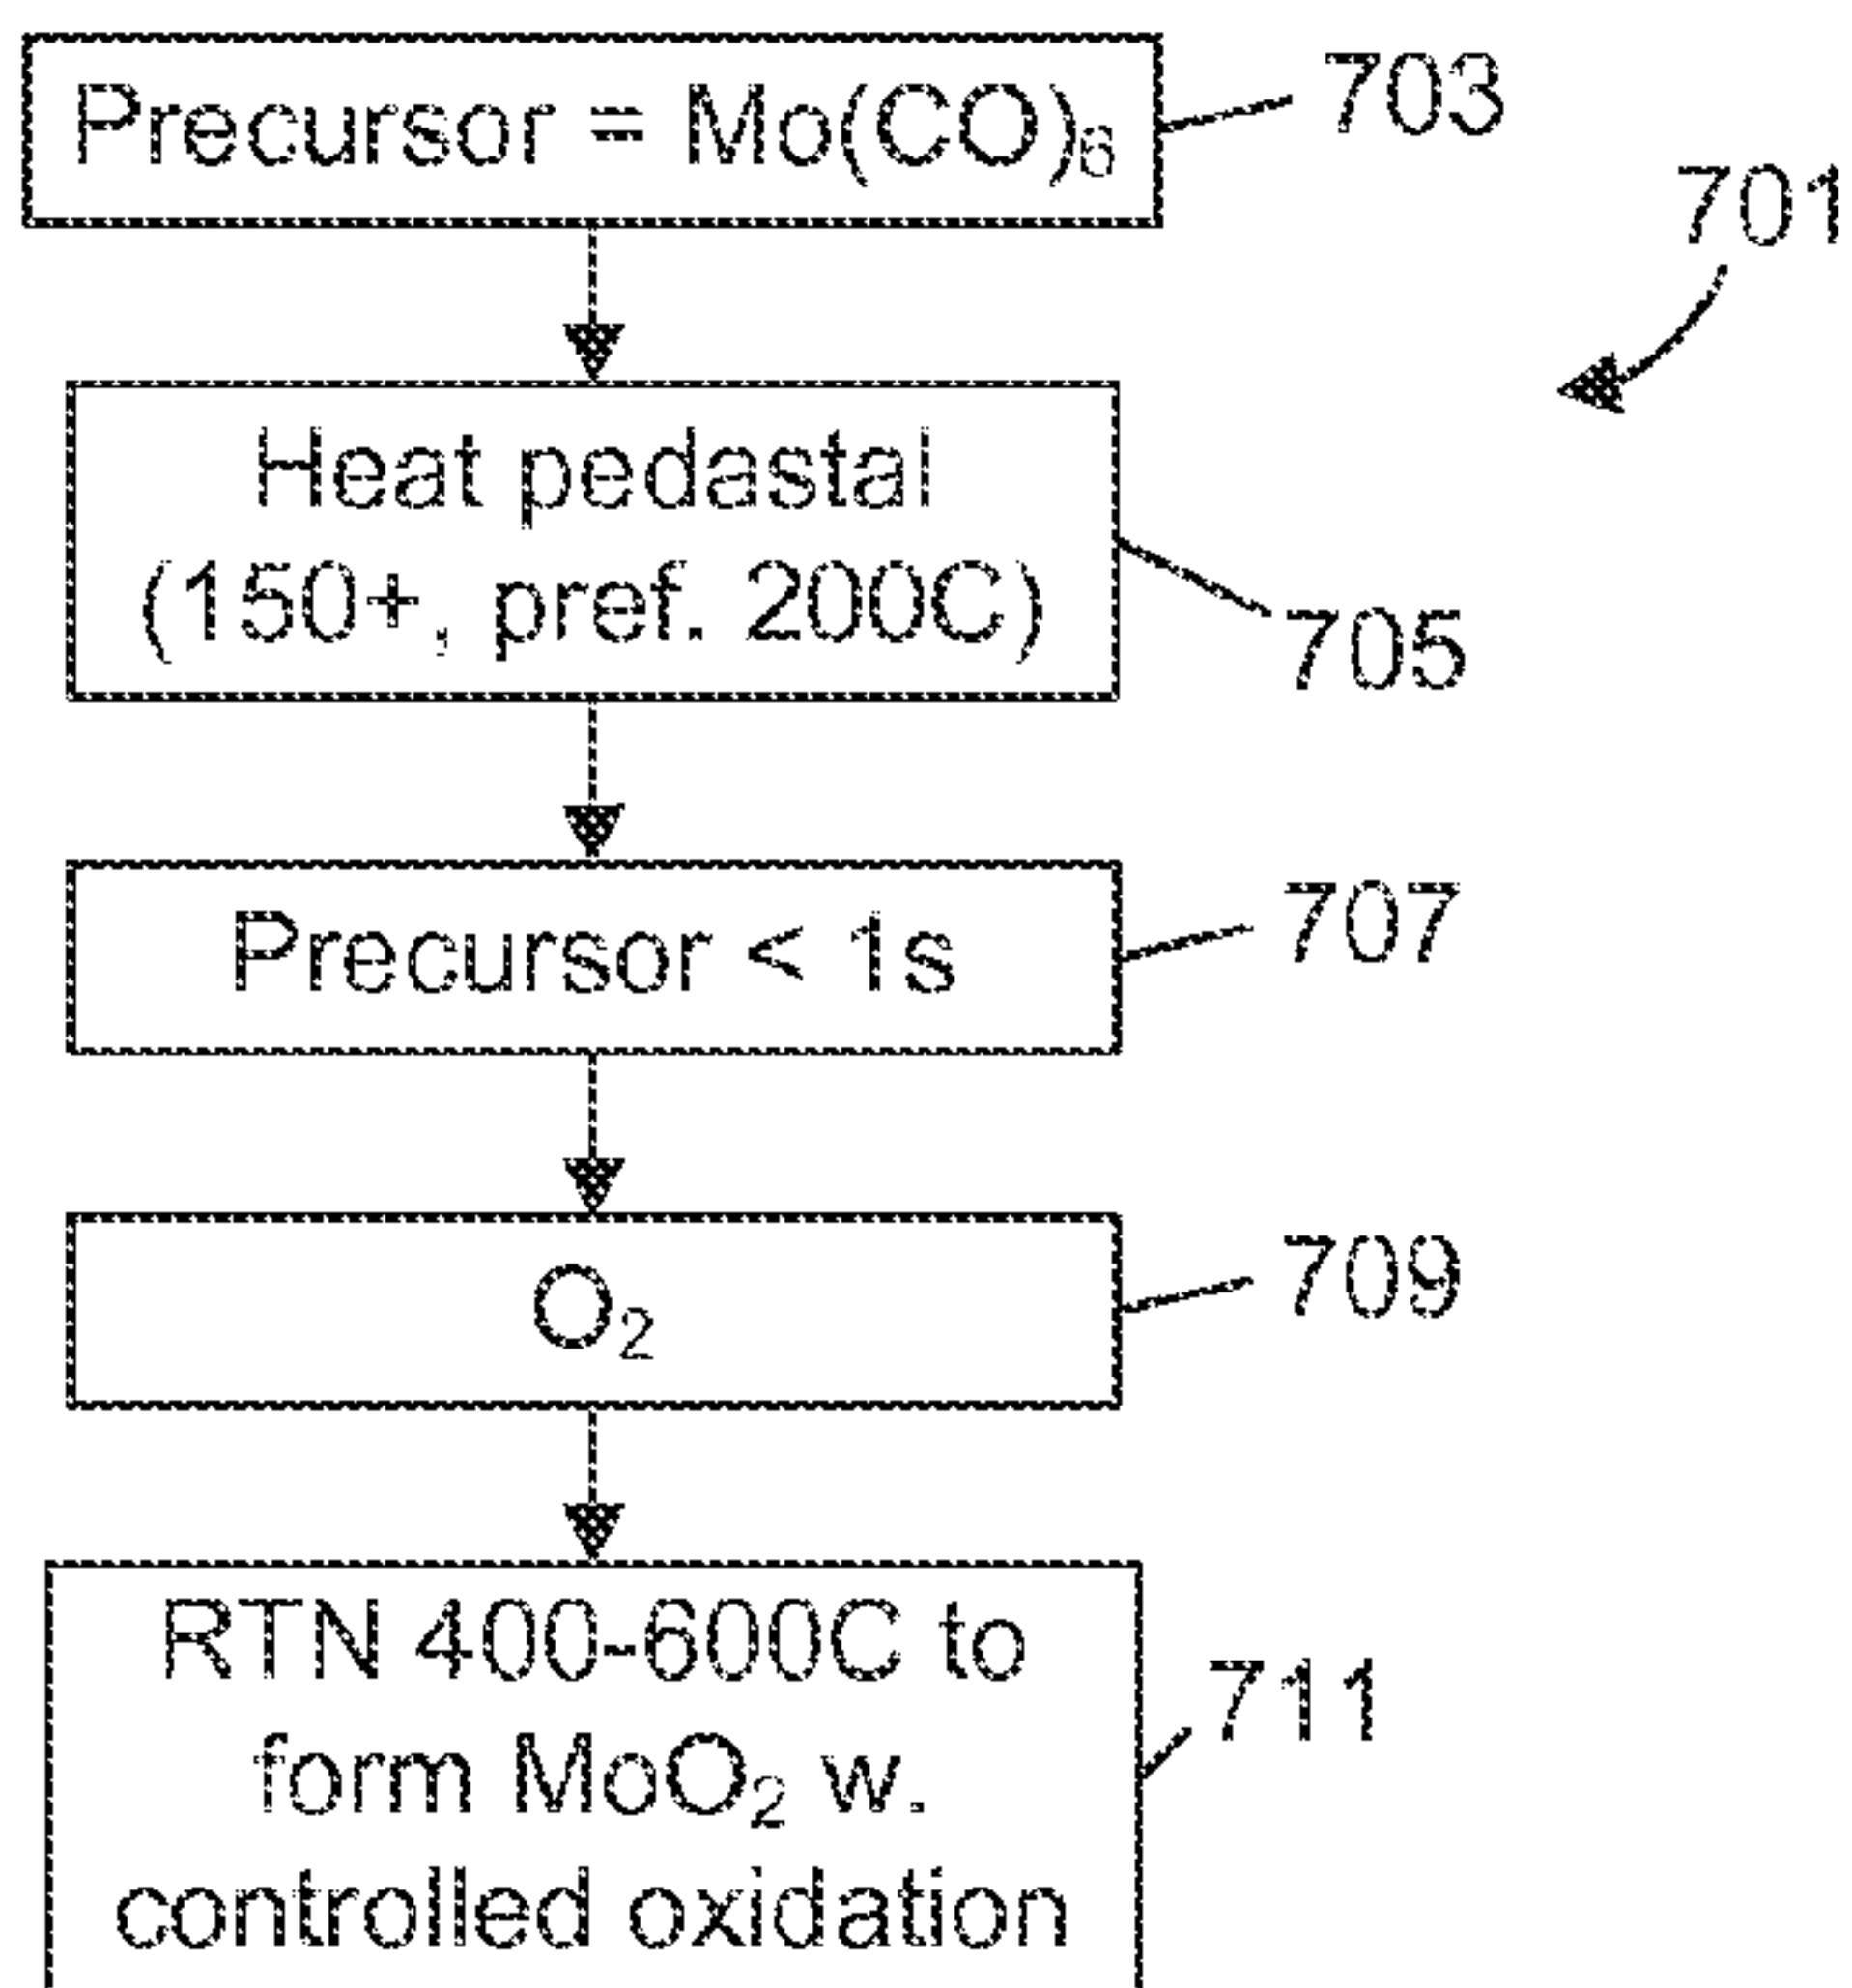 Precursor = Mo(CO)₆
703
701
Heat pedastal
(150+, pref. 200C)
705
Precursor < 1s
707
O₂
709
RTN 400-600C to
form MoO₂ w.
controlled oxidation
711